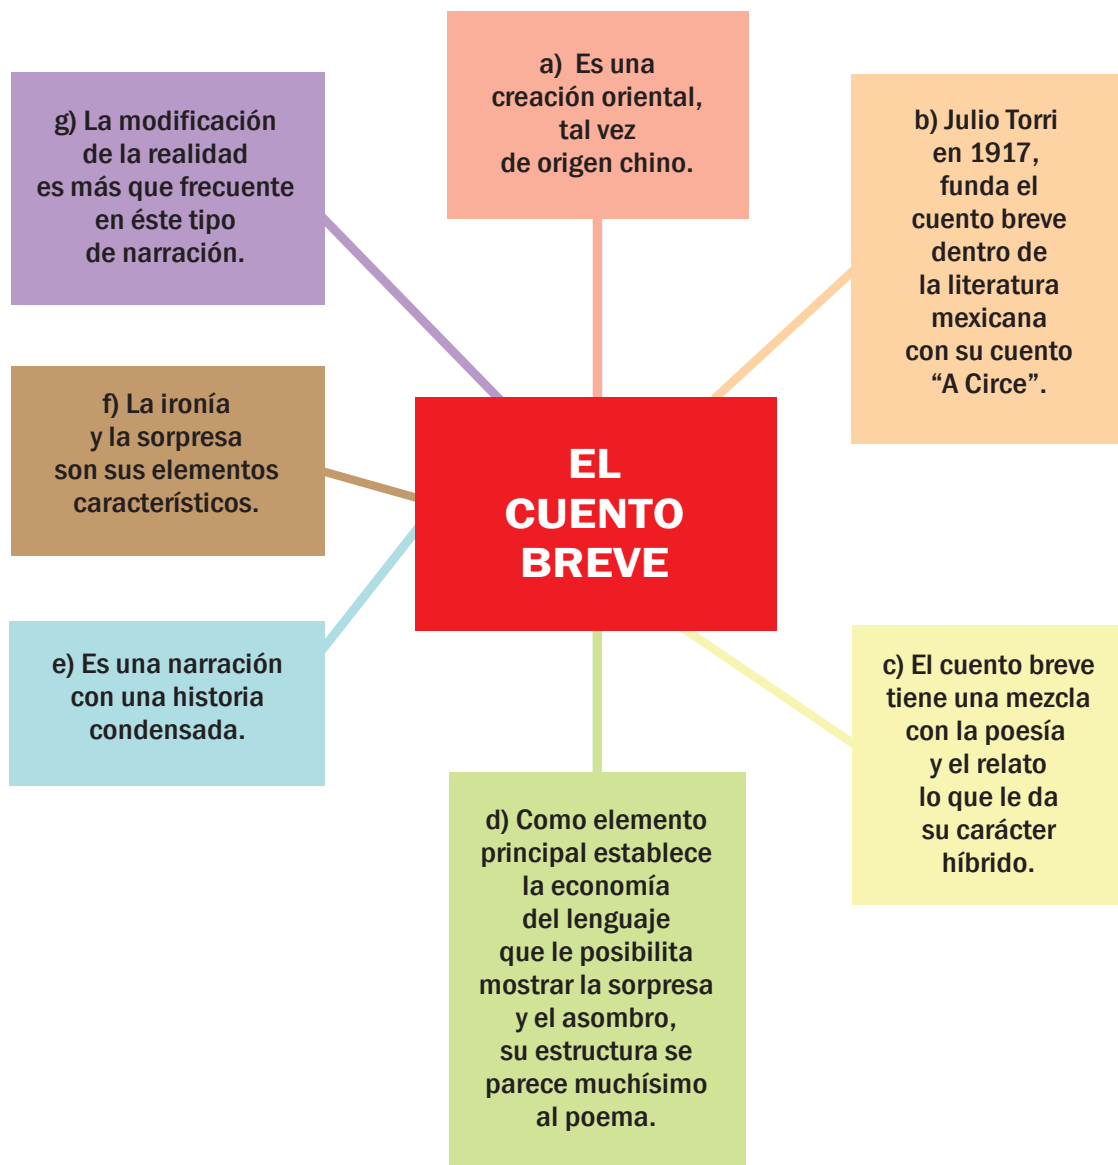 a) Es una
creación oriental,
tal vez
de origen chino.
b) Julio Torri
en 1917,
funda el
cuento breve
dentro de
la literatura
mexicana
con su cuento
“A Circe”.
c) El cuento breve
tiene una mezcla
con la poesía
y el relato
lo que le da
su carácter
híbrido.
d) Como elemento
principal establece
la economía
del lenguaje
que le posibilita
mostrar la sorpresa
y el asombro,
su estructura se
parece muchísimo
al poema.
e) Es una narración
con una historia
condensada.
f) La ironía
y la sorpresa
son sus elementos
característicos.
g) La modificación
de la realidad
es más que frecuente
en éste tipo
de narración.
EL
CUENTO
BREVE